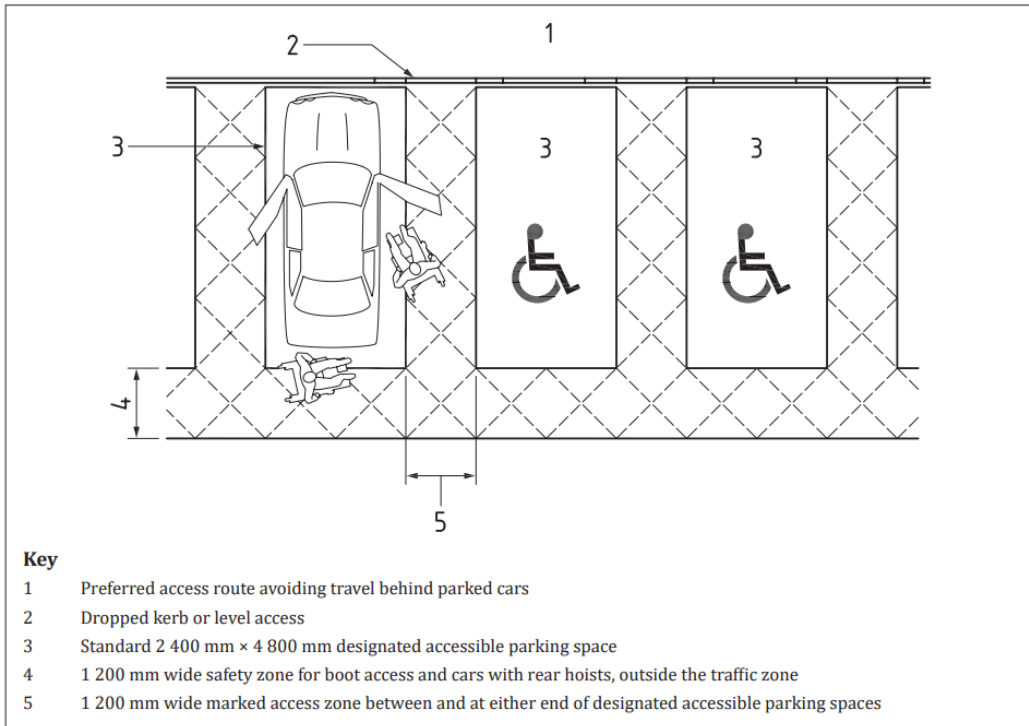 1
2
3
3
3
4
5
Key
1 Preferred access route avoiding travel behind parked cars
2 Dropped kerb or level access
3 Standard 2 400 mm × 4 800 mm designated accessible parking space
4 1 200 mm wide safety zone for boot access and cars with rear hoists, outside the traffic zone
5 1 200 mm wide marked access zone between and at either end of designated accessible parking spaces